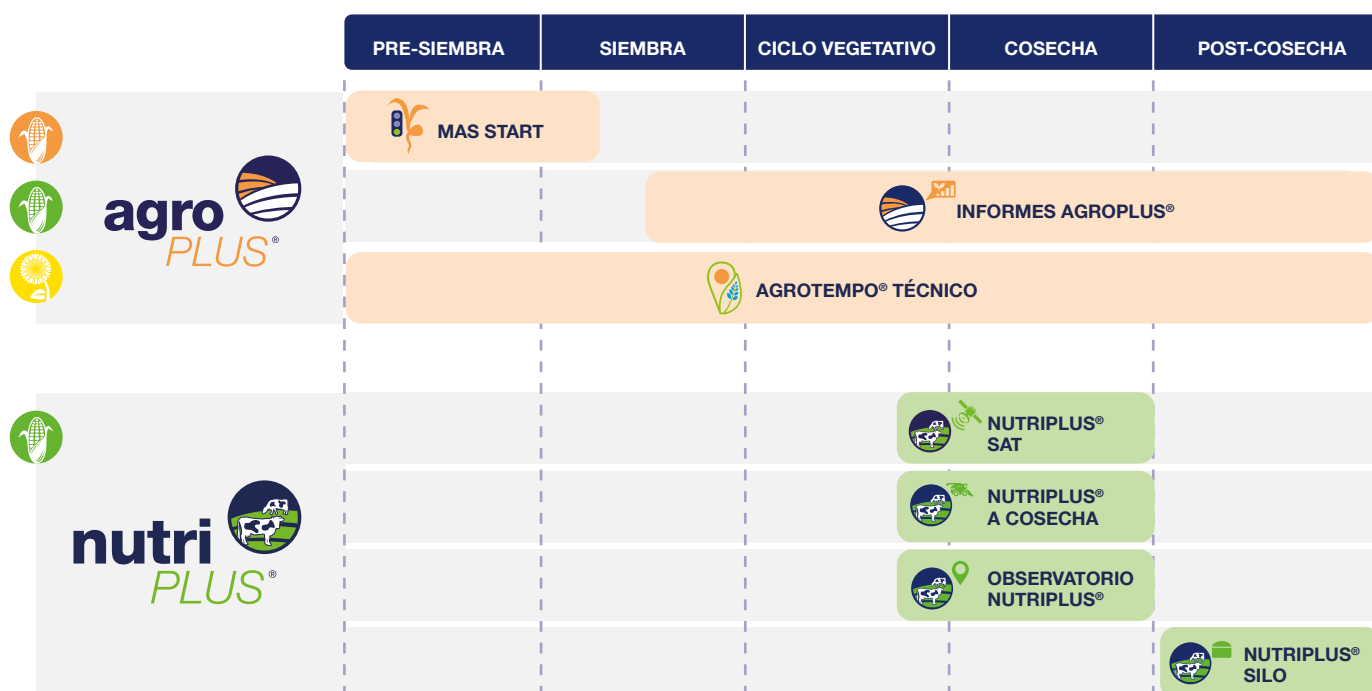 PRE-SIEMBRA SIEMBRA CICLO VEGETATIVO COSECHA POST-COSECHA
MAS START
agro
PLUS®
INFORMES AGROPLUS®
AGROTEMPO® TÉCNICO
NUTRIPLUS®
SAT
nutri
PLUS®
NUTRIPLUS®
A COSECHA
OBSERVATORIO
NUTRIPLUS®
NUTRIPLUS®
SILO